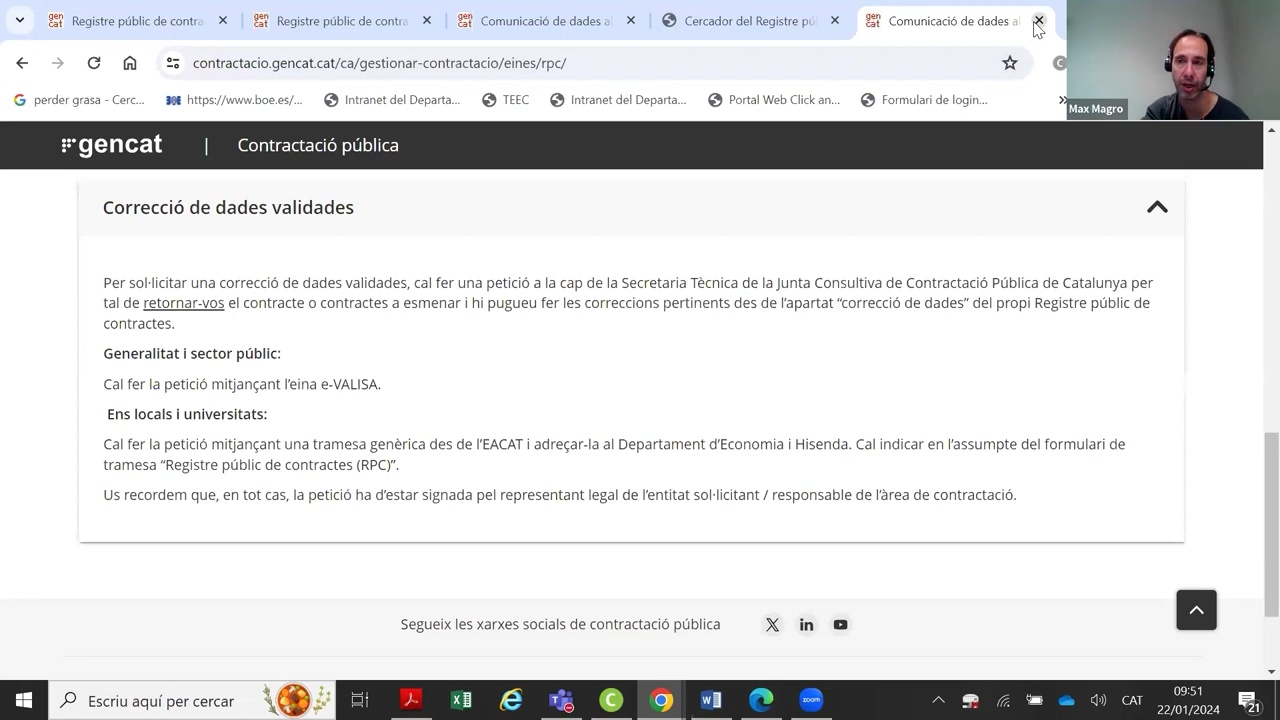 Registre públic de contra
Registre públic de contra
Comunicació de dades al
Cercador del Registre pú
Comunicació de dades al
contractacio.gencat.cat/ca/gestionar-contractacio/eines/rpc/
perder grasa - Cerc...
https://www.boe.es/...
Intranet del Departa...
TEEC
Intranet del Departa...
Portal Web Click an...
Formulari de login...
Max Magro
gencat | Contractació pública
Correcció de dades validades
Per sol·licitar una correcció de dades validades, cal fer una petició a la cap de la Secretaria Tècnica de la Junta Consultiva de Contractació Pública de Catalunya per
tal de retornar-vos el contracte o contractes a esmenar i hi pugueu fer les correccions pertinents des de l'apartat “correcció de dades” del propi Registre públic de
contractes.
Generalitat i sector públic:
Cal fer la petició mitjançant l'eina e-VALISA.
Ens locals i universitats:
Cal fer la petició mitjançant una tramesa genèrica des de l'EACAT i adreçar-la al Departament d'Economia i Hisenda. Cal indicar en l'assumpte del formulari de
tramesa “Registre públic de contractes (RPC)”.
Us recordem que, en tot cas, la petició ha d'estar signada pel representant legal de l'entitat sol·licitant / responsable de l'àrea de contractació.
Segueix les xarxes socials de contractació pública
Escriu aquí per cercar
CAT
09:51
22/01/2024
21